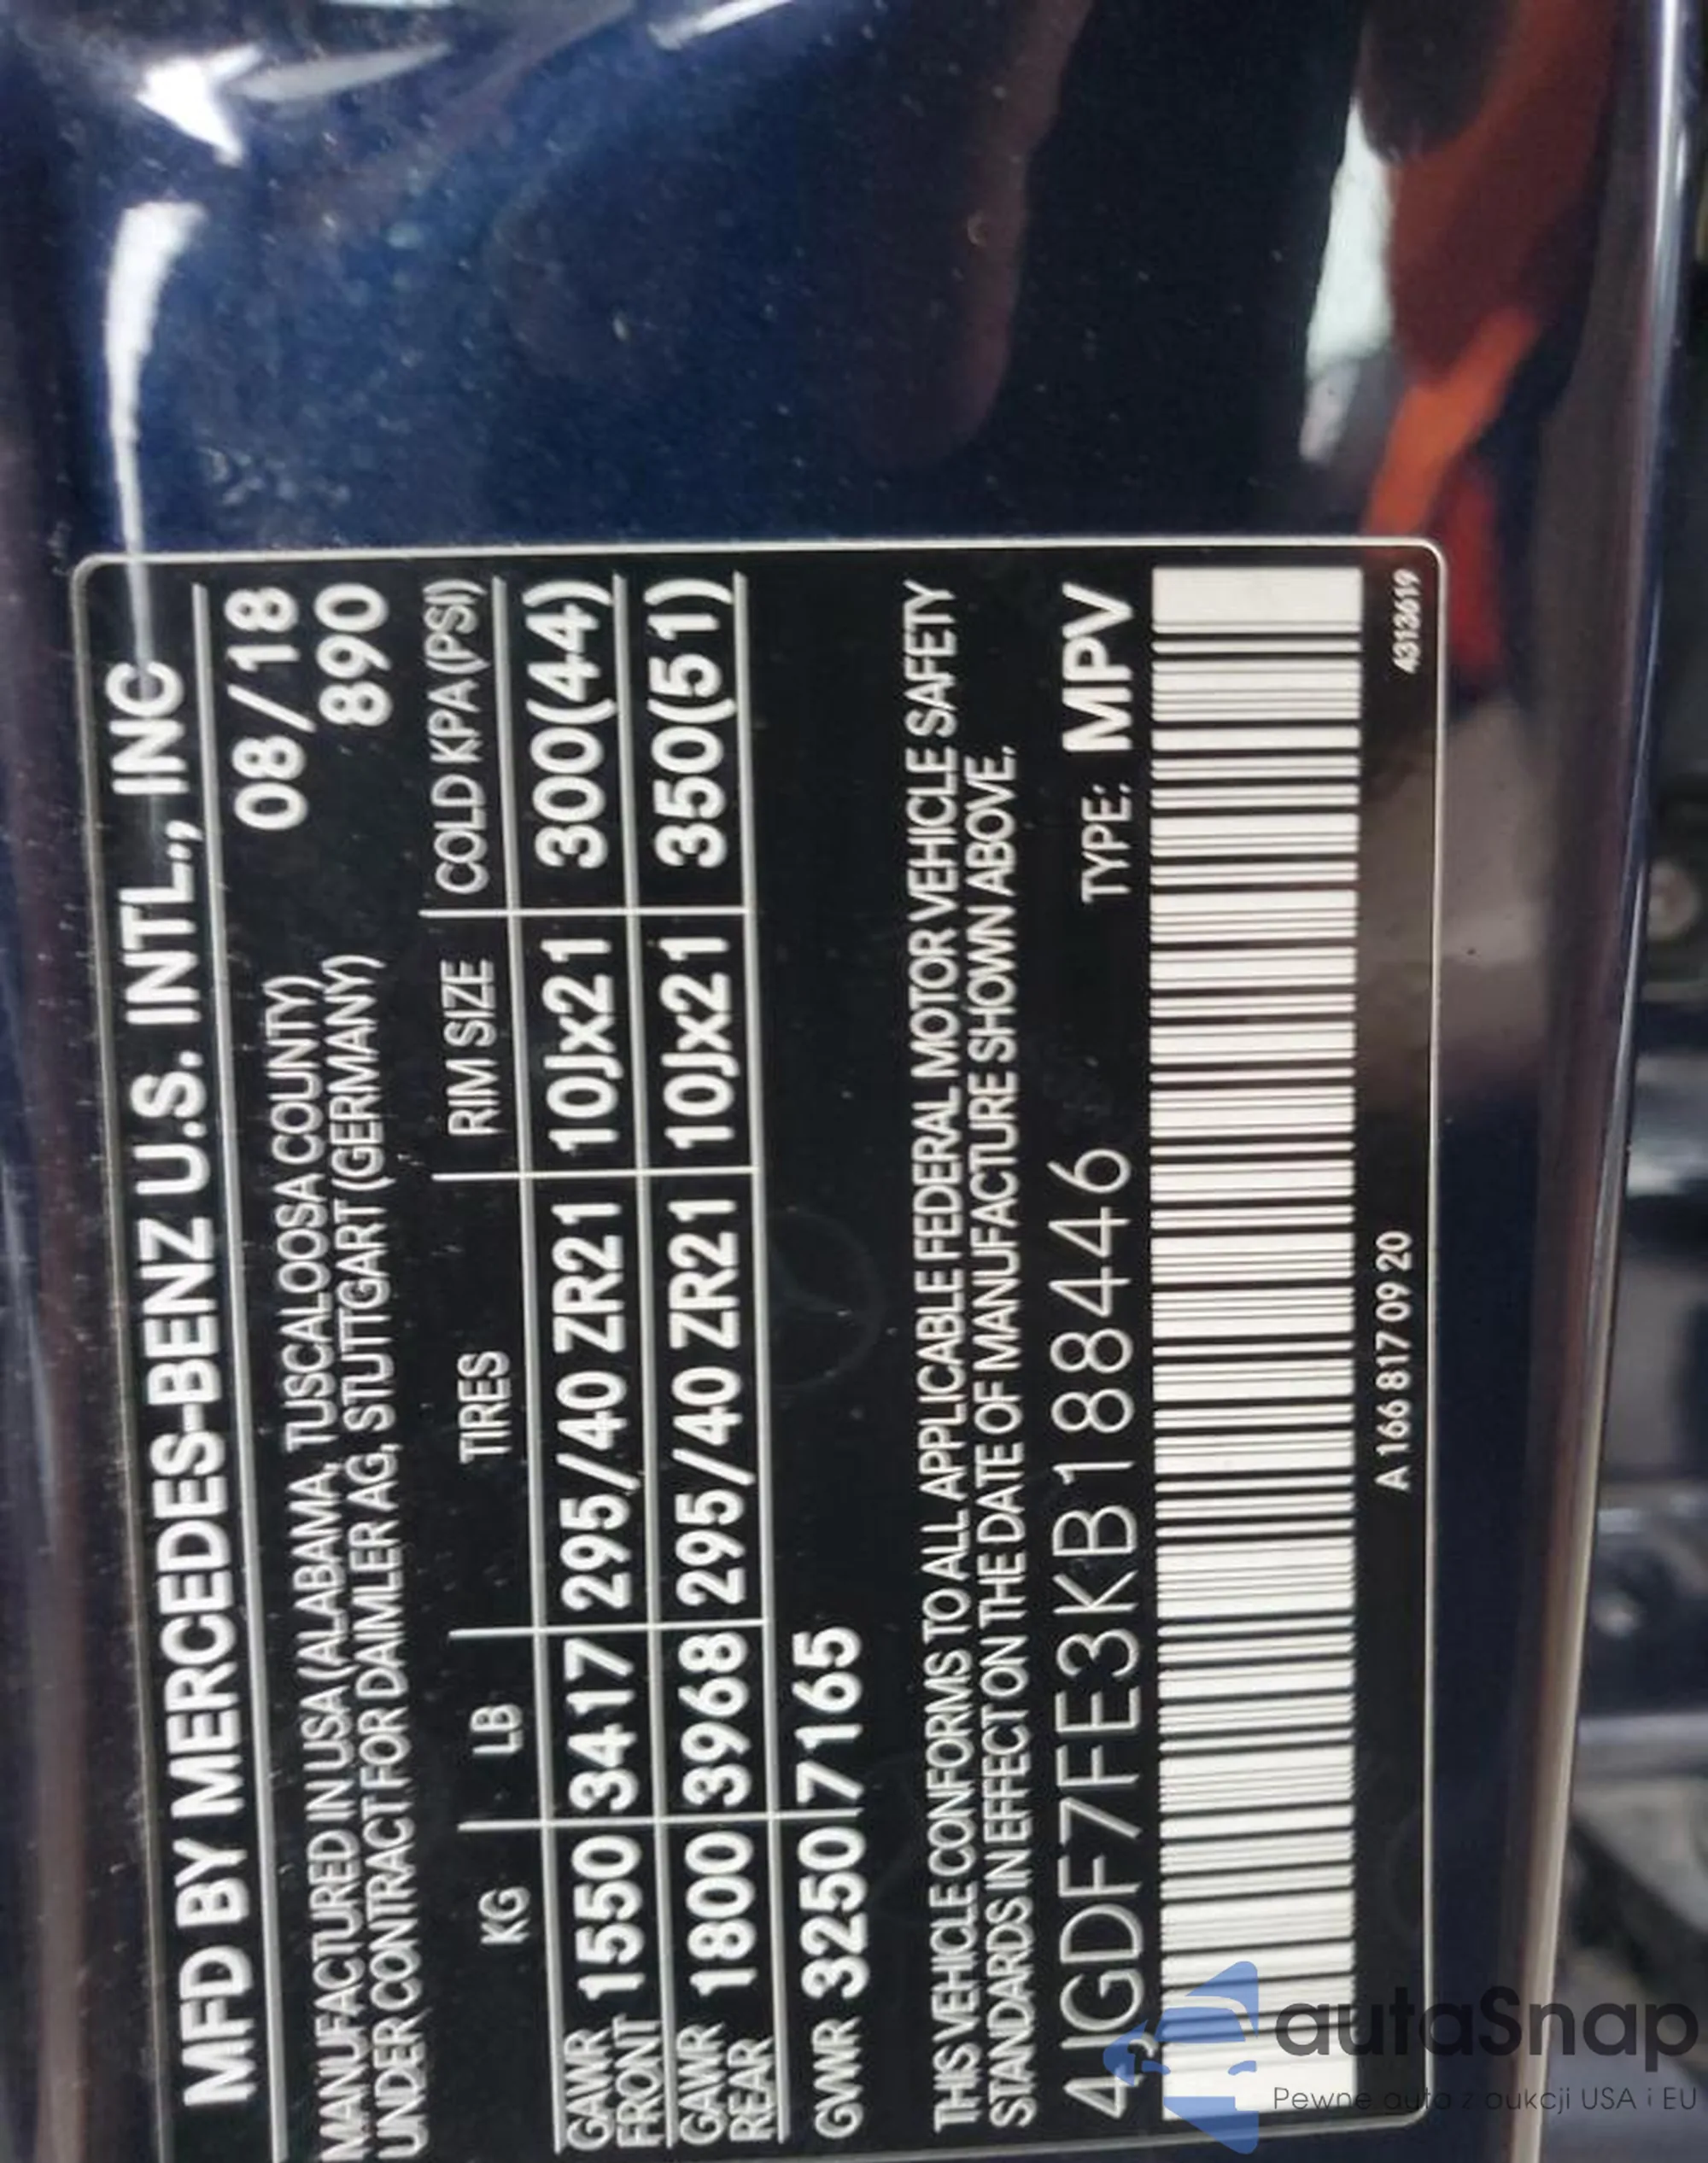 MFD BY MERCEDES-BENZ U.S. INTL., INC
08/18
MANUFACTURED IN USA (ALABAMA, TUSCALOOSA COUNTY)
890
UNDER CONTRACT FOR DAIMLER AG, STUTTGART (GERMANY)
KG LB TIRES RIM SIZE COLD KPA (PSI)
GAWR FRONT 1550 3417 295/40 ZR21 10Jx21 300(44)
GAWR REAR 1800 3968 295/40 ZR21 10Jx21 350(51)
GWR 3250 7165
THIS VEHICLE CONFORMS TO ALL APPLICABLE FEDERAL MOTOR VEHICLE SAFETY
STANDARDS IN EFFECT ON THE DATE OF MANUFACTURE SHOWN ABOVE.
4JGDF7FE3KB188446 TYPE: MPV
A 166 817 09 20
4313619
autaSnap
Pewne auta z aukcji USA i EU